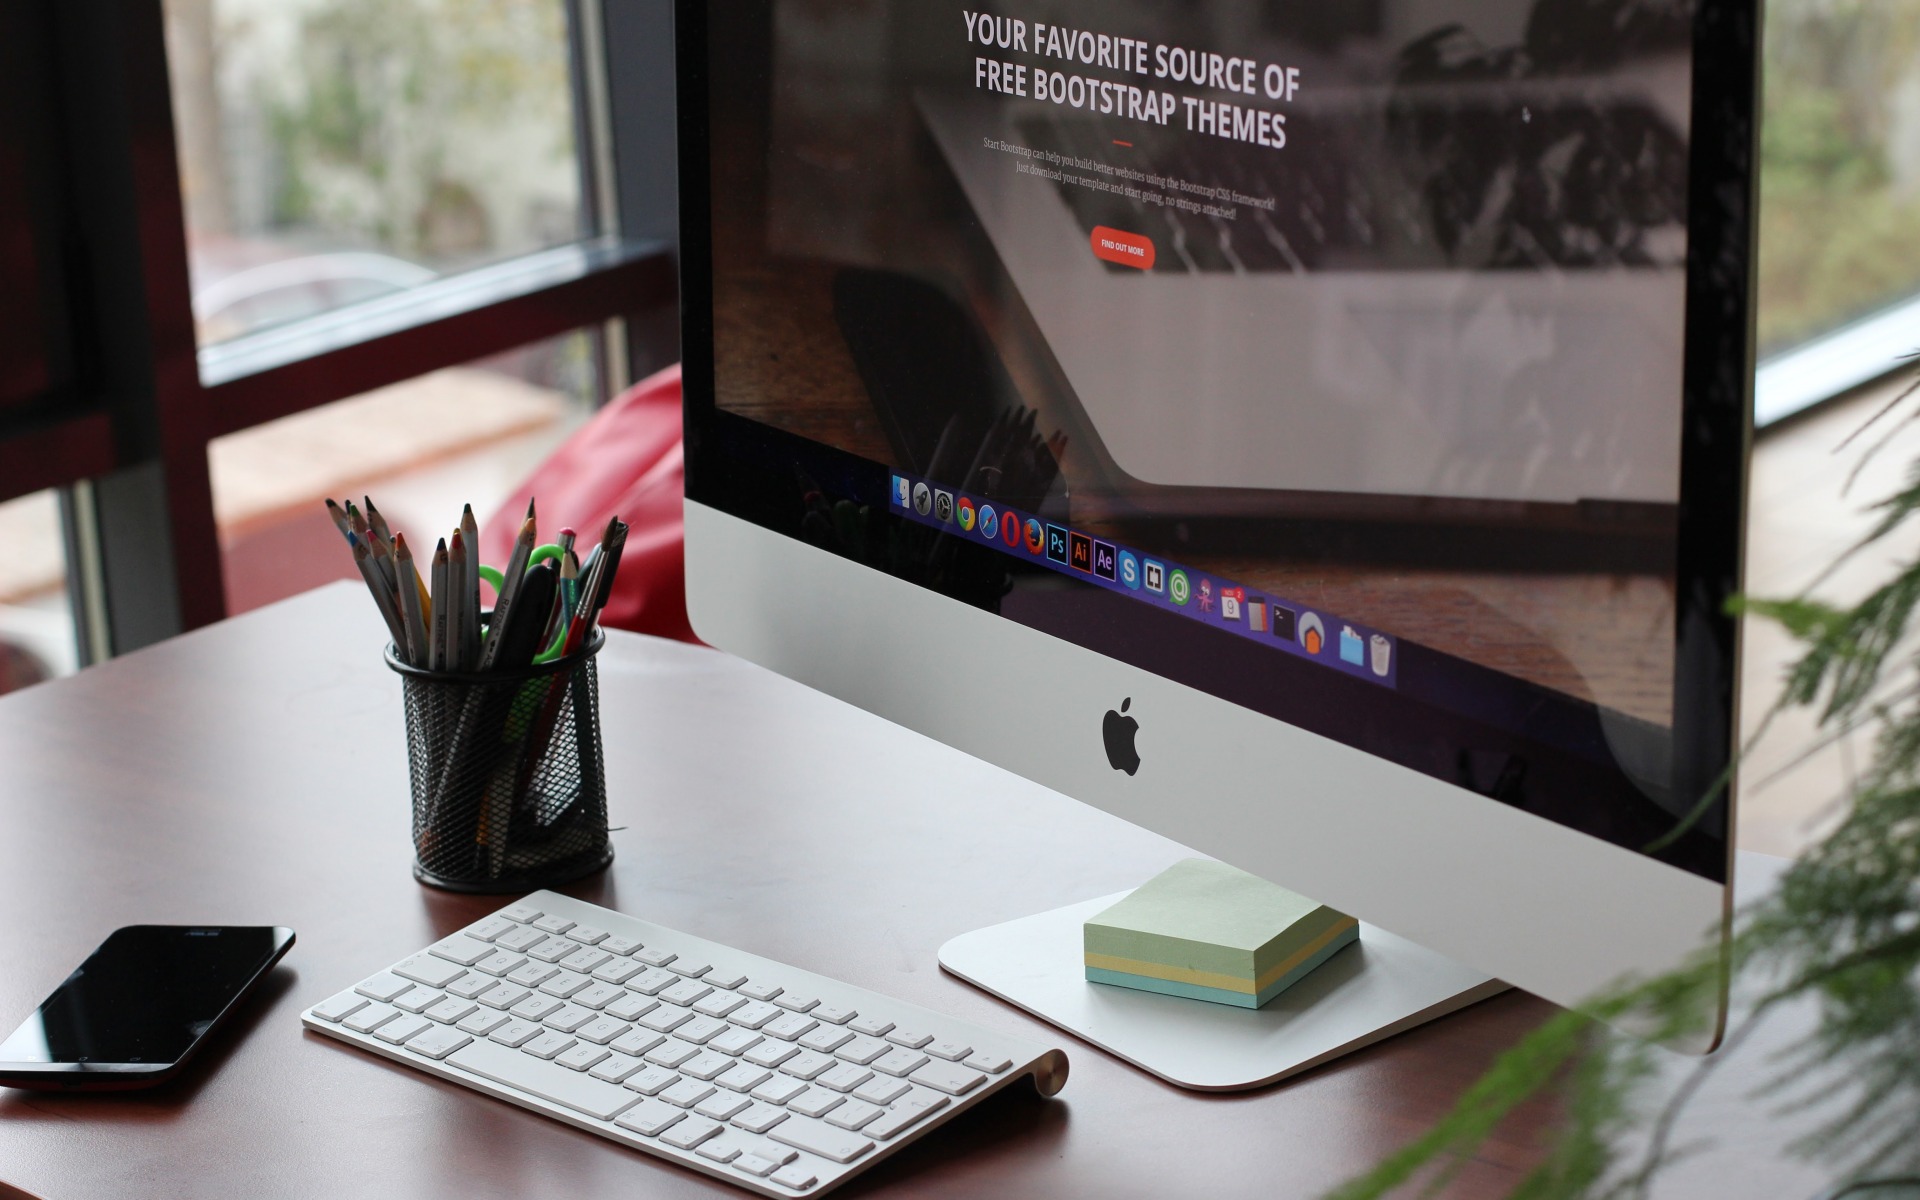 YOUR FAVORITE SOURCE OF
FREE BOOTSTRAP THEMES
Start Bootstrap can help you build better websites using the Bootstrap CSS framework!
Just download your template and start going, no strings attached!
FIND OUT MORE
Ps
Ai
Ae
S
9